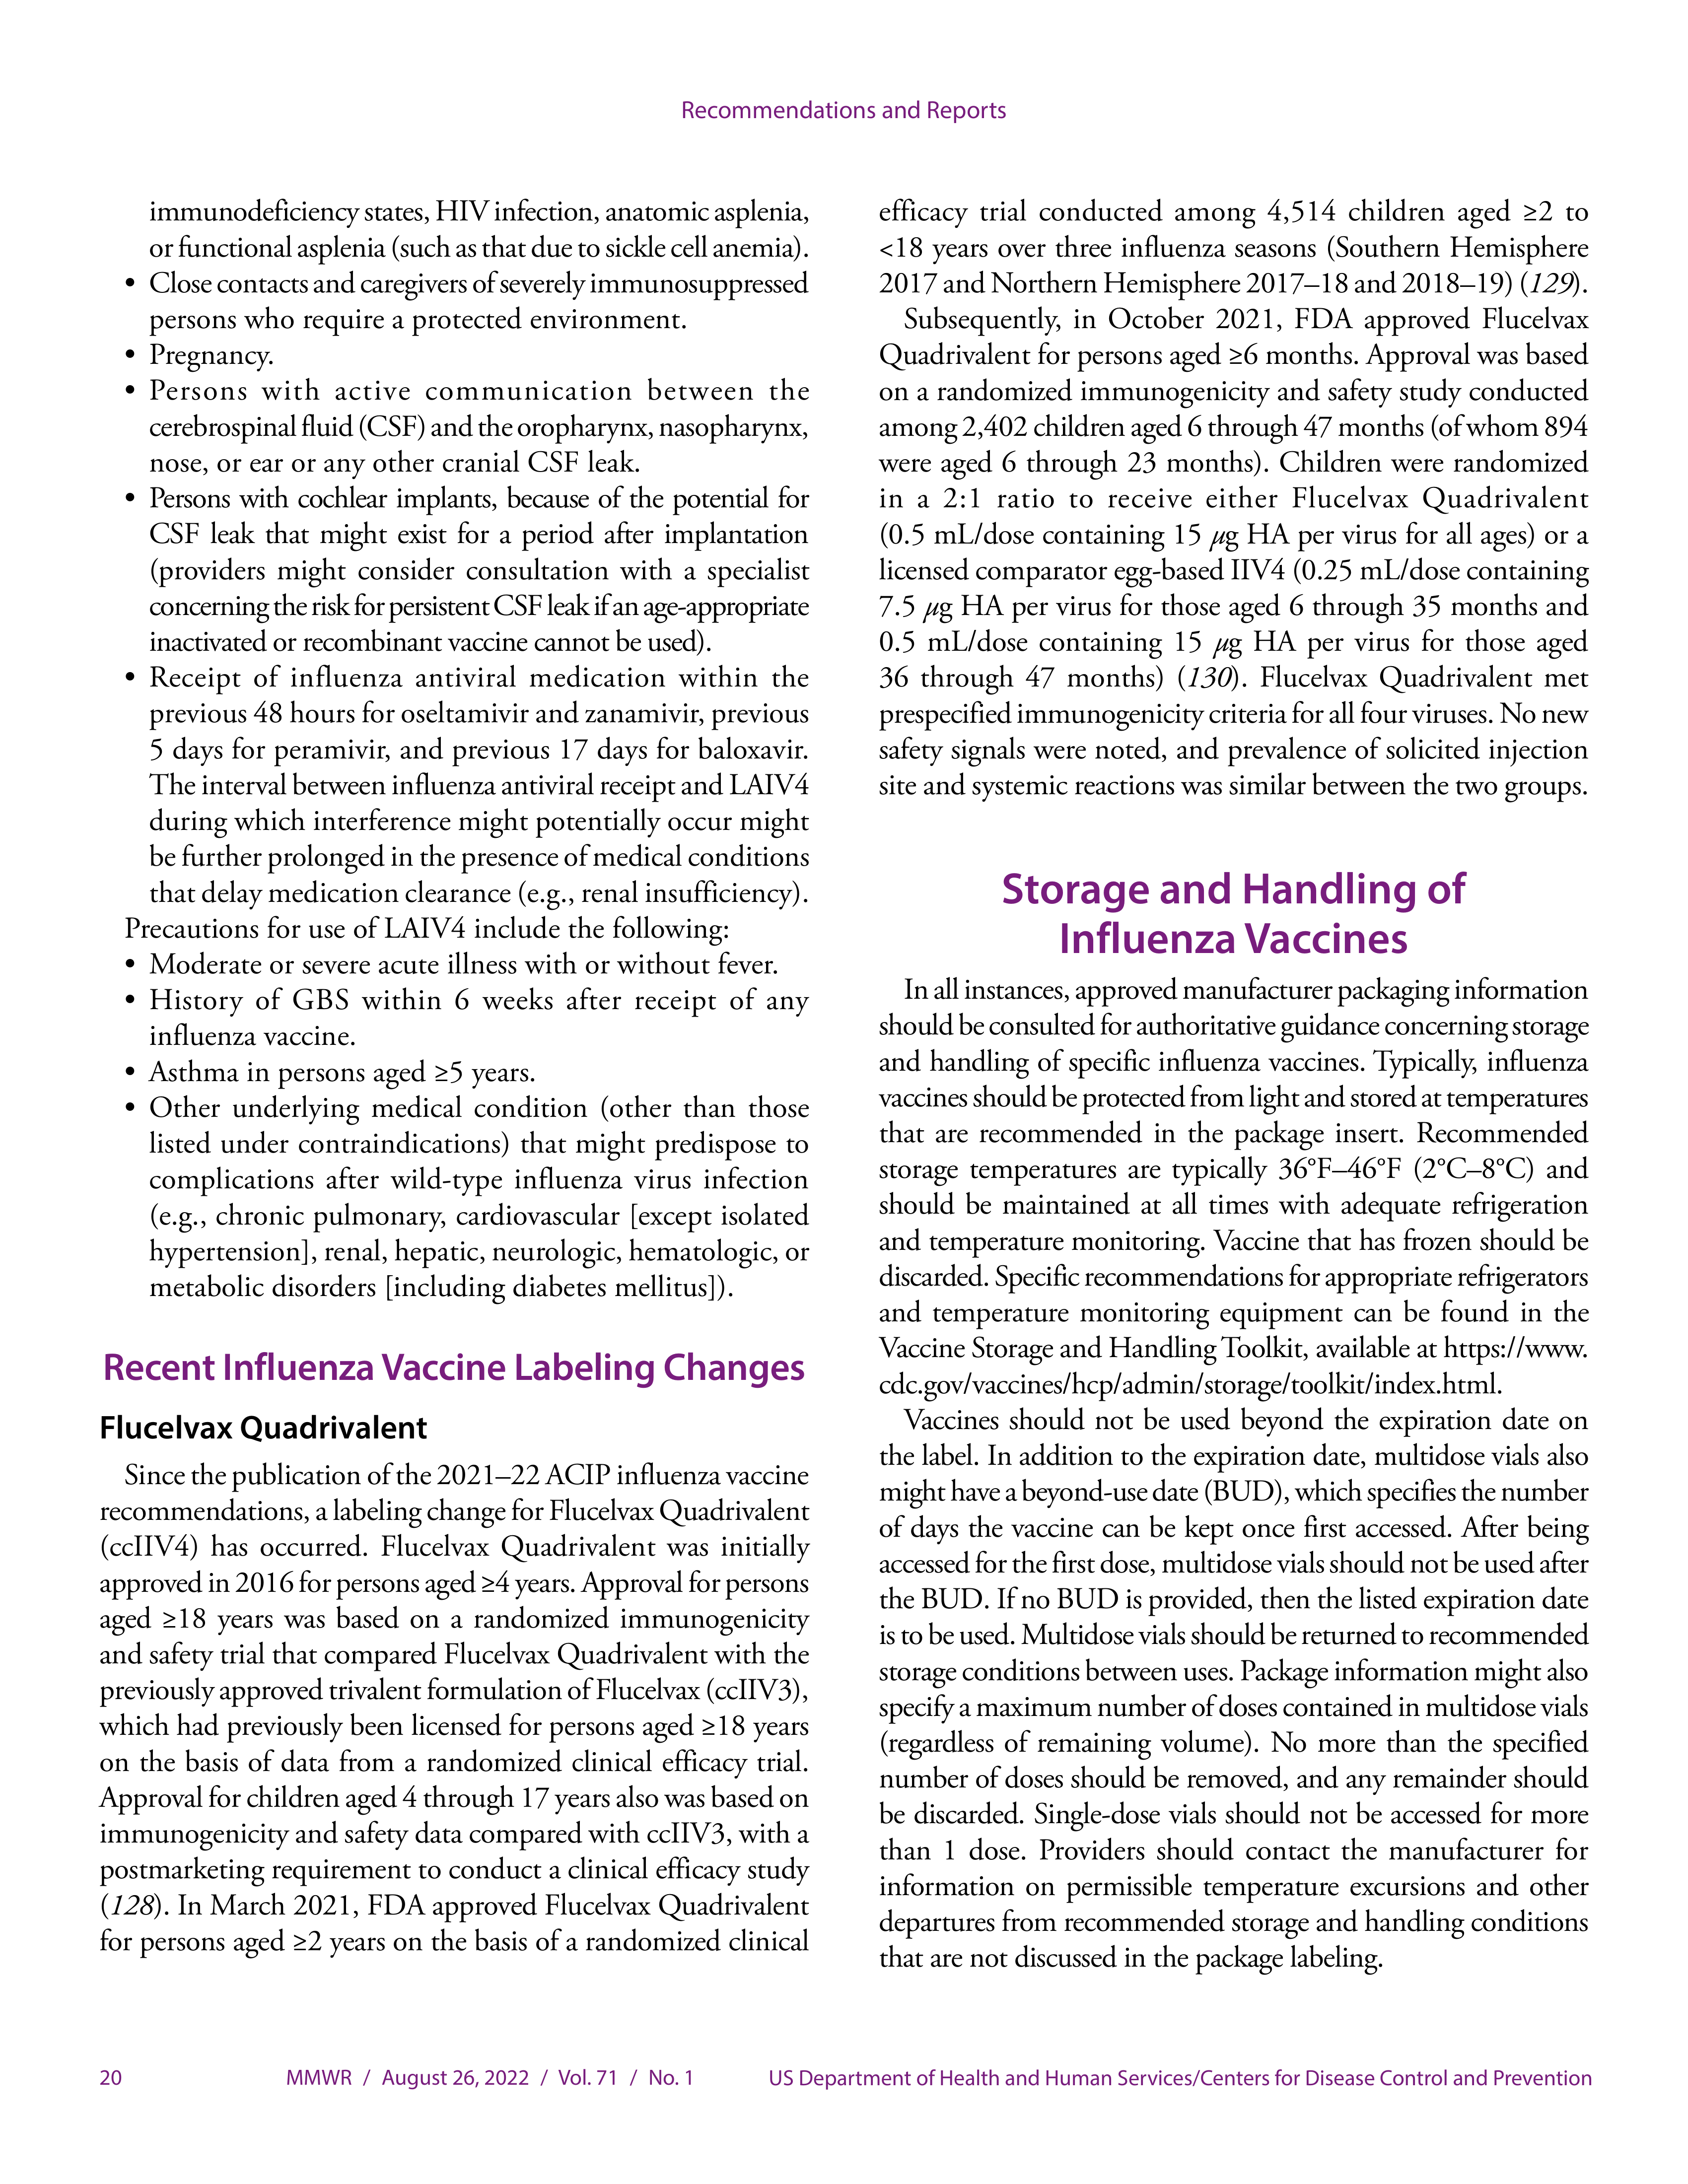 Recommendations and Reports
immunodeficiency states, HIV infection, anatomic asplenia,
or functional asplenia (such as that due to sickle cell anemia).
• Close contacts and caregivers of severely immunosuppressed
persons who require a protected environment.
• Pregnancy.
• Persons with active communication between the
cerebrospinal fluid (CSF) and the oropharynx, nasopharynx,
nose, or ear or any other cranial CSF leak.
• Persons with cochlear implants, because of the potential for
CSF leak that might exist for a period after implantation
(providers might consider consultation with a specialist
concerning the risk for persistent CSF leak if an age-appropriate
inactivated or recombinant vaccine cannot be used).
• Receipt of influenza antiviral medication within the
previous 48 hours for oseltamivir and zanamivir, previous
5 days for peramivir, and previous 17 days for baloxavir.
The interval between influenza antiviral receipt and LAIV4
during which interference might potentially occur might
be further prolonged in the presence of medical conditions
that delay medication clearance (e.g., renal insufficiency).
Precautions for use of LAIV4 include the following:
• Moderate or severe acute illness with or without fever.
• History of GBS within 6 weeks after receipt of any
influenza vaccine.
• Asthma in persons aged ≥5 years.
• Other underlying medical condition (other than those
listed under contraindications) that might predispose to
complications after wild-type influenza virus infection
(e.g., chronic pulmonary, cardiovascular [except isolated
hypertension], renal, hepatic, neurologic, hematologic, or
metabolic disorders [including diabetes mellitus]).
Recent Influenza Vaccine Labeling Changes
Flucelvax Quadrivalent
Since the publication of the 2021–22 ACIP influenza vaccine
recommendations, a labeling change for Flucelvax Quadrivalent
(ccIIV4) has occurred. Flucelvax Quadrivalent was initially
approved in 2016 for persons aged ≥4 years. Approval for persons
aged ≥18 years was based on a randomized immunogenicity
and safety trial that compared Flucelvax Quadrivalent with the
previously approved trivalent formulation of Flucelvax (ccIIV3),
which had previously been licensed for persons aged ≥18 years
on the basis of data from a randomized clinical efficacy trial.
Approval for children aged 4 through 17 years also was based on
immunogenicity and safety data compared with ccIIV3, with a
postmarketing requirement to conduct a clinical efficacy study
(128). In March 2021, FDA approved Flucelvax Quadrivalent
for persons aged ≥2 years on the basis of a randomized clinical
efficacy trial conducted among 4,514 children aged ≥2 to
<18 years over three influenza seasons (Southern Hemisphere
2017 and Northern Hemisphere 2017–18 and 2018–19) (129).
Subsequently, in October 2021, FDA approved Flucelvax
Quadrivalent for persons aged ≥6 months. Approval was based
on a randomized immunogenicity and safety study conducted
among 2,402 children aged 6 through 47 months (of whom 894
were aged 6 through 23 months). Children were randomized
in a 2:1 ratio to receive either Flucelvax Quadrivalent
(0.5 mL/dose containing 15 µg HA per virus for all ages) or a
licensed comparator egg-based IIV4 (0.25 mL/dose containing
7.5 µg HA per virus for those aged 6 through 35 months and
0.5 mL/dose containing 15 µg HA per virus for those aged
36 through 47 months) (130). Flucelvax Quadrivalent met
prespecified immunogenicity criteria for all four viruses. No new
safety signals were noted, and prevalence of solicited injection
site and systemic reactions was similar between the two groups.
Storage and Handling of
Influenza Vaccines
In all instances, approved manufacturer packaging information
should be consulted for authoritative guidance concerning storage
and handling of specific influenza vaccines. Typically, influenza
vaccines should be protected from light and stored at temperatures
that are recommended in the package insert. Recommended
storage temperatures are typically 36°F–46°F (2°C–8°C) and
should be maintained at all times with adequate refrigeration
and temperature monitoring. Vaccine that has frozen should be
discarded. Specific recommendations for appropriate refrigerators
and temperature monitoring equipment can be found in the
Vaccine Storage and Handling Toolkit, available at https://www.
cdc.gov/vaccines/hcp/admin/storage/toolkit/index.html.
Vaccines should not be used beyond the expiration date on
the label. In addition to the expiration date, multidose vials also
might have a beyond-use date (BUD), which specifies the number
of days the vaccine can be kept once first accessed. After being
accessed for the first dose, multidose vials should not be used after
the BUD. If no BUD is provided, then the listed expiration date
is to be used. Multidose vials should be returned to recommended
storage conditions between uses. Package information might also
specify a maximum number of doses contained in multidose vials
(regardless of remaining volume). No more than the specified
number of doses should be removed, and any remainder should
be discarded. Single-dose vials should not be accessed for more
than 1 dose. Providers should contact the manufacturer for
information on permissible temperature excursions and other
departures from recommended storage and handling conditions
that are not discussed in the package labeling.
20 MMWR / August 26, 2022 / Vol. 71 / No. 1 US Department of Health and Human Services/Centers for Disease Control and Prevention